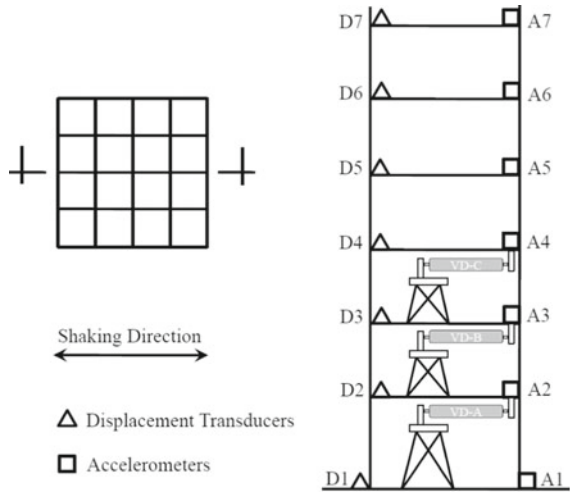 D7 A7
D6 A6
D5 A5
D4 A4
VD-C
Shaking Direction
D3 A3
VD-B
D2 A2
VD-A
Displacement Transducers
Accelerometers
D1 A1